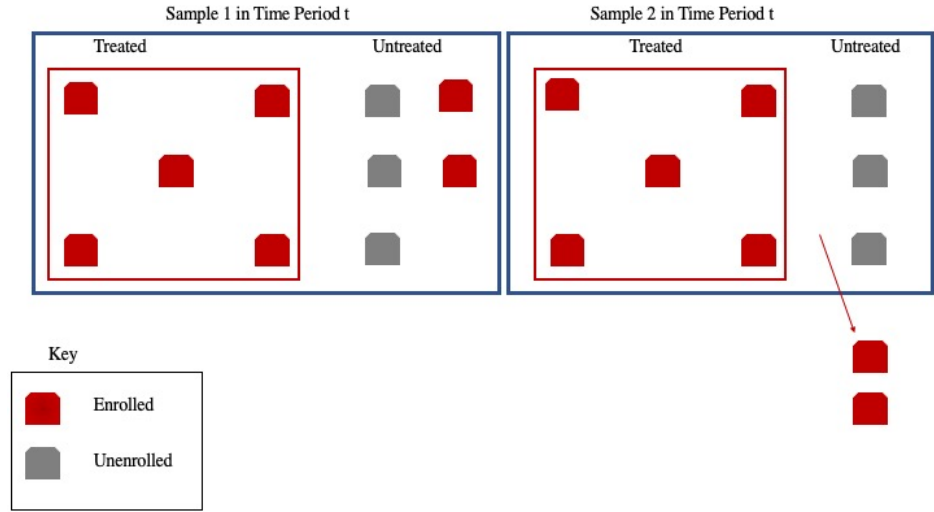 Sample 1 in Time Period t
Sample 2 in Time Period t
Treated
Untreated
Treated
Untreated
Key
Enrolled
Unenrolled